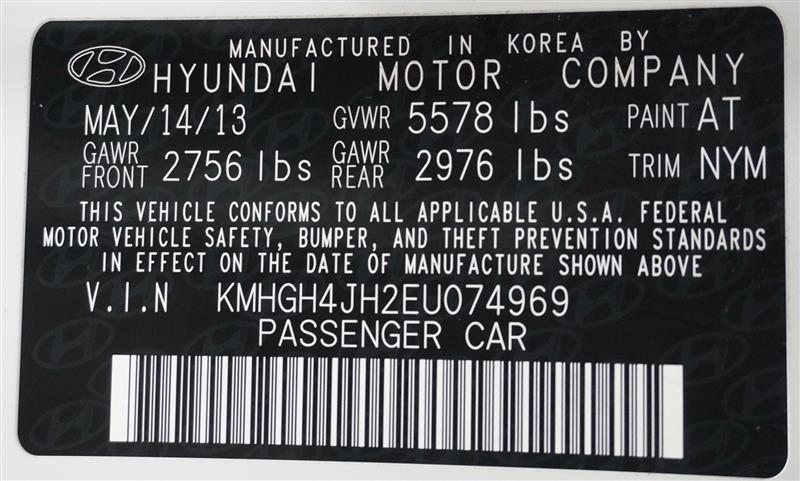 MANUFACTURED IN KOREA BY
HYUNDAI MOTOR COMPANY
MAY/14/13 GVWR 5578 lbs PAINT AT
GAWR FRONT 2756 lbs GAWR REAR 2976 lbs TRIM NYM
THIS VEHICLE CONFORMS TO ALL APPLICABLE U.S.A. FEDERAL
MOTOR VEHICLE SAFETY, BUMPER, AND THEFT PREVENTION STANDARDS
IN EFFECT ON THE DATE OF MANUFACTURE SHOWN ABOVE
V.I.N KMHGH4JH2EU074969
PASSENGER CAR